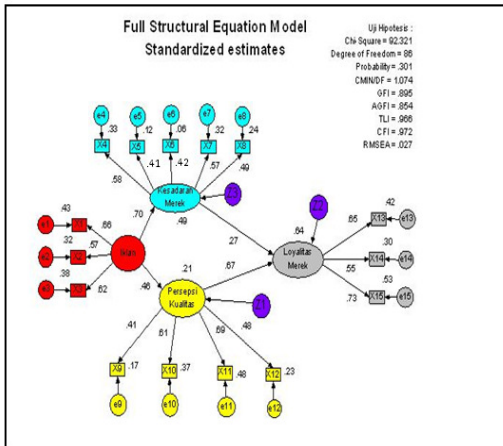 Full Structural Equation Model
Standardized estimates
Uji Hipotesis :
Chi-Square = 92.321
Degree of Freedom = 86
Probability = .301
CMIN/DF = 1.074
GFI = .895
AGFI = .854
TLI = .966
CFI = .972
RMSEA = .027
e4 e5 e6 e7 e8
.33 .12 .06 .32 .24
X4 X5 X6 X7 X8
.58 .41 .42 .57 .49
Kesadaran
Merek
Z3
.49
.70
.43
e1 X1 .66
.32
e2 X2 .57
.38
e3 X3 .62
Iklan
.46
.27
.67
Z2
.64
Loyalitas
Merek
.42
.65 X13 e13
.30
.55 X14 e14
.53
.73 X15 e15
.21
Persepsi
Kualitas
Z1
.41 .61 .69 .48
X9 .17 X10 .37 X11 .48 X12 .23
e9 e10 e11 e12